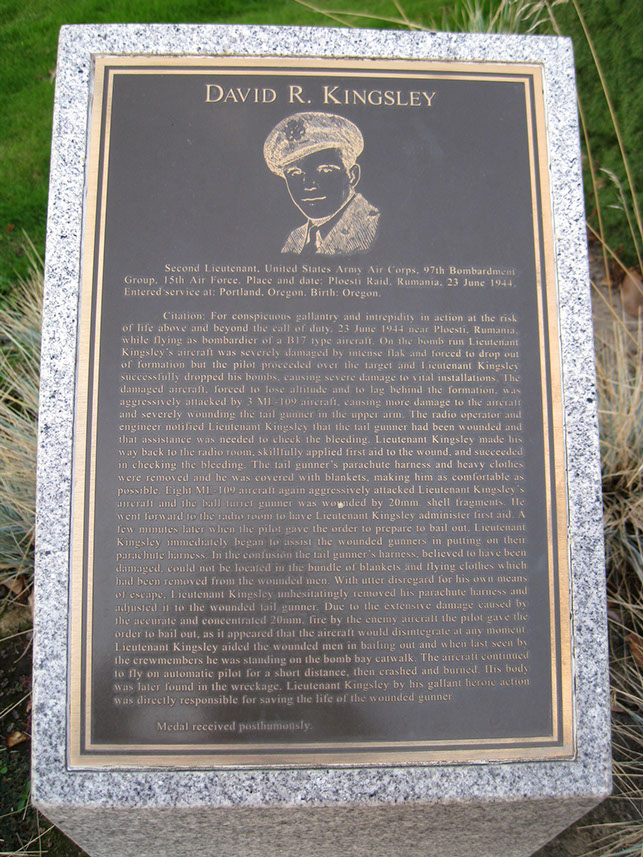 DAVID R. KINGSLEY
Second Lieutenant, United States Army Air Corps, 97th Bombardment
Group, 15th Air Force. Place and date: Ploesti Raid, Rumania, 23 June 1944.
Entered service at: Portland, Oregon. Birth: Oregon.
Citation: For conspicuous gallantry and intrepidity in action at the risk
of life above and beyond the call of duty, 23 June 1944 near Ploesti, Rumania,
while flying as bombardier of a B17 type aircraft. On the bomb run Lieutenant
Kingsley's aircraft was severely damaged by intense flak and forced to drop out
of formation but the pilot proceeded over the target and Lieutenant Kingsley
successfully dropped his bombs, causing severe damage to vital installations. The
damaged aircraft, forced to lose altitude and to lag behind the formation, was
aggressively attacked by 3 ME-109 aircraft, causing more damage to the aircraft
and severely wounding the tail gunner in the upper arm. The radio operator and
engineer notified Lieutenant Kingsley that the tail gunner had been wounded and
that assistance was needed to check the bleeding. Lieutenant Kingsley made his
way back to the radio room, skillfully applied first aid to the wound, and succeeded
in checking the bleeding. The tail gunner's parachute harness and heavy clothes
were removed and he was covered with blankets, making him as comfortable as
possible. Eight ME-109 aircraft again aggressively attacked Lieutenant Kingsley's
aircraft and the ball turret gunner was wounded by 20mm. shell fragments. He
went forward to the radio room to have Lieutenant Kingsley administer first aid. A
few minutes later when the pilot gave the order to prepare to bail out, Lieutenant
Kingsley immediately began to assist the wounded gunners in putting on their
parachute harness. In the confusion the tail gunner's harness, believed to have been
damaged, could not be located in the bundle of blankets and flying clothes which
had been removed from the wounded men. With utter disregard for his own means
of escape, Lieutenant Kingsley unhesitatingly removed his parachute harness and
adjusted it to the wounded tail gunner. Due to the extensive damage caused by
the accurate and concentrated 20mm. fire by the enemy aircraft the pilot gave the
order to bail out, as it appeared that the aircraft would disintegrate at any moment.
Lieutenant Kingsley aided the wounded men in bailing out and when last seen by
the crewmembers he was standing on the bomb bay catwalk. The aircraft continued
to fly on automatic pilot for a short distance, then crashed and burned. His body
was later found in the wreckage. Lieutenant Kingsley by his gallant heroic action
was directly responsible for saving the life of the wounded gunner.
Medal received posthumously.